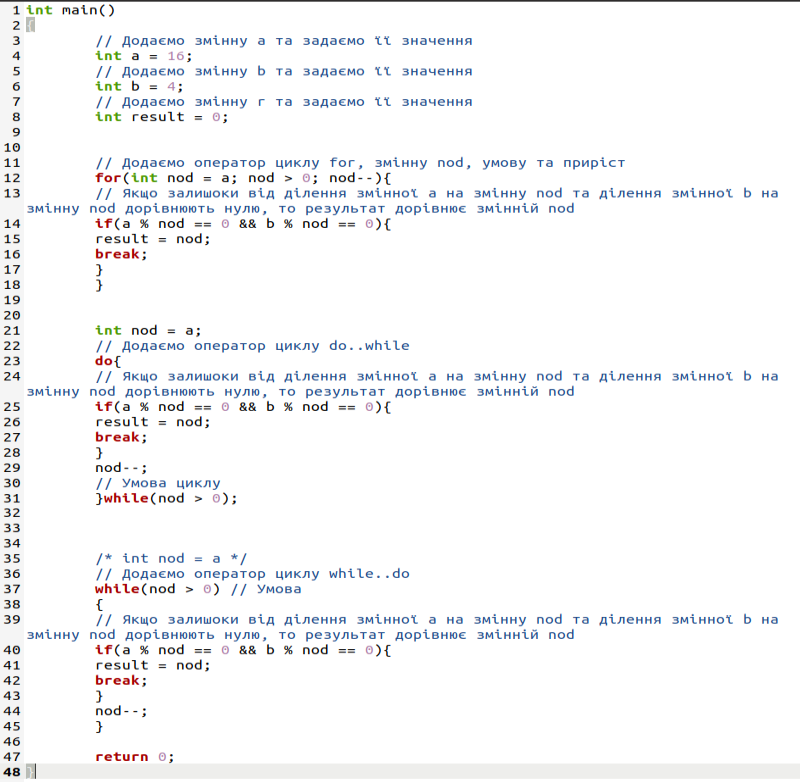 1 int main()
2 {
3 // Додаємо змінну a та задаємо її значення
4 int a = 16;
5 // Додаємо змінну b та задаємо її значення
6 int b = 4;
7 // Додаємо змінну r та задаємо її значення
8 int result = 0;
9
10
11 // Додаємо оператор циклу for, змінну nod, умову та приріст
12 for(int nod = a; nod > 0; nod--){
13 // Якщо залишоки від ділення змінної a на змінну nod та ділення змінної b на
змінну nod дорівнюють нулю, то результат дорівнює змінній nod
14 if(a % nod == 0 && b % nod == 0){
15 result = nod;
16 break;
17 }
18 }
19
20
21 int nod = a;
22 // Додаємо оператор циклу do..while
23 do{
24 // Якщо залишоки від ділення змінної a на змінну nod та ділення змінної b на
змінну nod дорівнюють нулю, то результат дорівнює змінній nod
25 if(a % nod == 0 && b % nod == 0){
26 result = nod;
27 break;
28 }
29 nod--;
30 // Умова циклу
31 }while(nod > 0);
32
33
34
35 /* int nod = a */
36 // Додаємо оператор циклу while..do
37 while(nod > 0) // Умова
38 {
39 // Якщо залишоки від ділення змінної a на змінну nod та ділення змінної b на
змінну nod дорівнюють нулю, то результат дорівнює змінній nod
40 if(a % nod == 0 && b % nod == 0){
41 result = nod;
42 break;
43 }
44 nod--;
45 }
46
47 return 0;
48 }